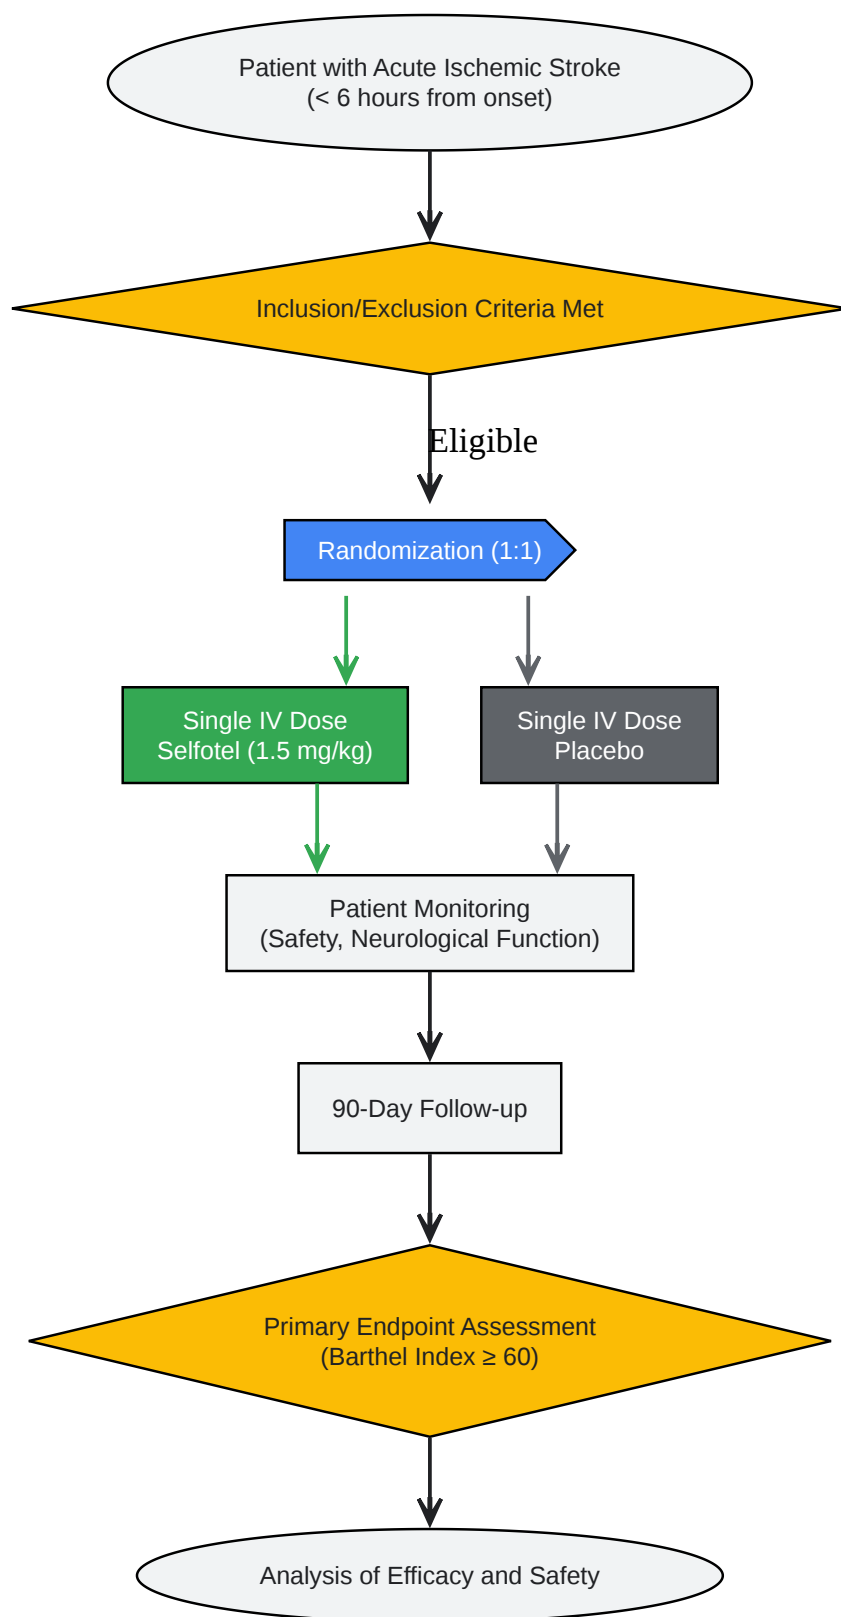 Patient with Acute Ischemic Stroke
(< 6 hours from onset)
Inclusion/Exclusion Criteria Met
Eligible
Randomization (1:1)
Single IV Dose
Selfotel (1.5 mg/kg)
Single IV Dose
Placebo
Patient Monitoring
(Safety, Neurological Function)
90-Day Follow-up
Primary Endpoint Assessment
(Barthel Index ≥ 60)
Analysis of Efficacy and Safety